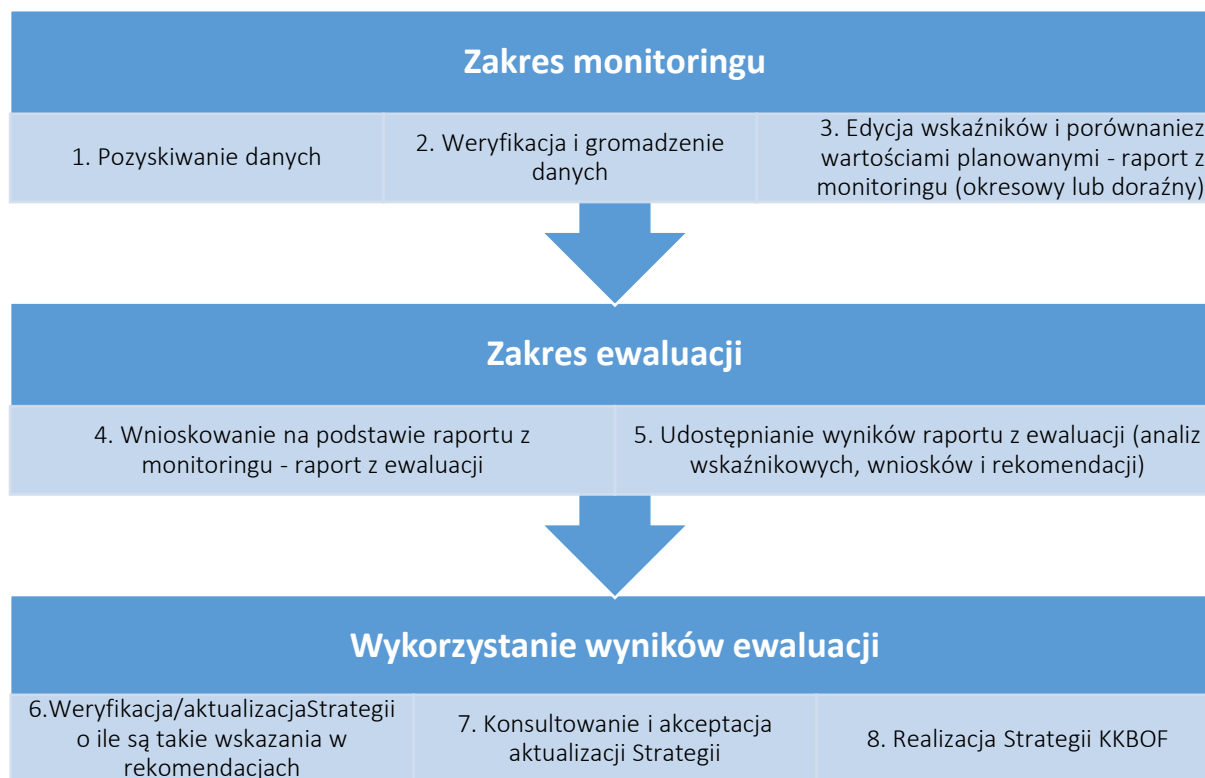 Zakres monitoringu
1. Pozyskiwanie danych
2. Weryfikacja i gromadzenie
danych
3. Edycja wskaźników i porównaniez
wartościami planowanymi - raport z
monitoringu (okresowy lub doraźny)
Zakres ewaluacji
4. Wnioskowanie na podstawie raportu z
monitoringu - raport z ewaluacji
5. Udostępnianie wyników raportu z ewaluacji (analiz
wskaźnikowych, wniosków i rekomendacji)
Wykorzystanie wyników ewaluacji
6.Weryfikacja/aktualizacjaStrategii
o ile są takie wskazania w
rekomendacjach
7. Konsultowanie i akceptacja
aktualizacji Strategii
8. Realizacja Strategii KKBOF